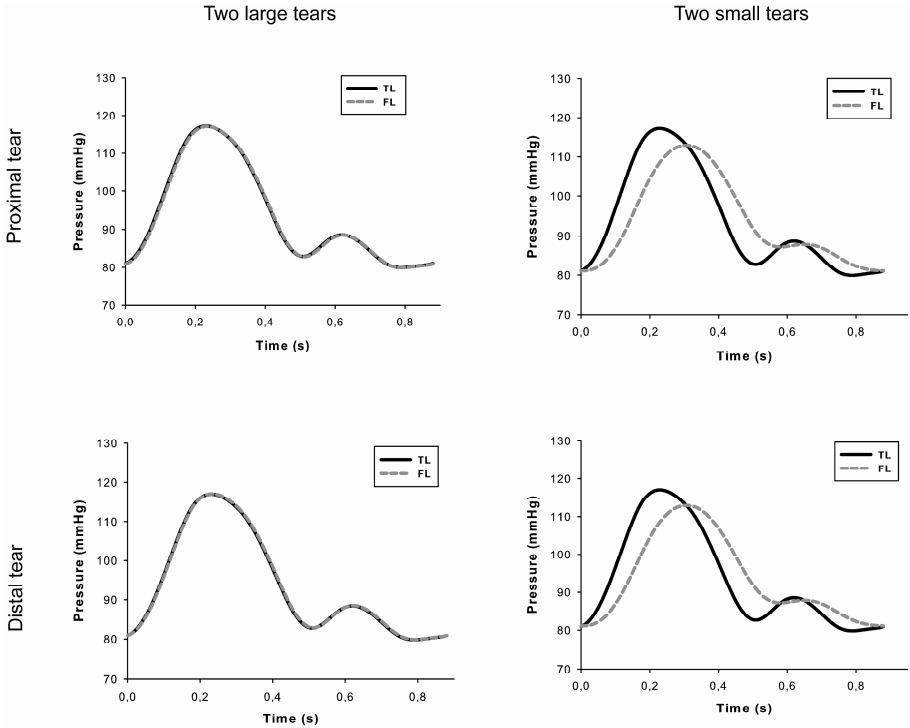 Two large tears
Two small tears
Proximal tear
Pressure (mmHg)
130
120
110
100
90
80
70
TL
FL
0,0
0,2
0,4
0,6
0,8
Time (s)
Pressure (mmHg)
130
120
110
100
90
80
70
TL
FL
0,0
0,2
0,4
0,6
0,8
Time (s)
Distal tear
Pressure (mmHg)
130
120
110
100
90
80
70
TL
FL
0,0
0,2
0,4
0,6
0,8
Time (s)
Pressure (mmHg)
130
120
110
100
90
80
70
TL
FL
0,0
0,2
0,4
0,6
0,8
Time (s)